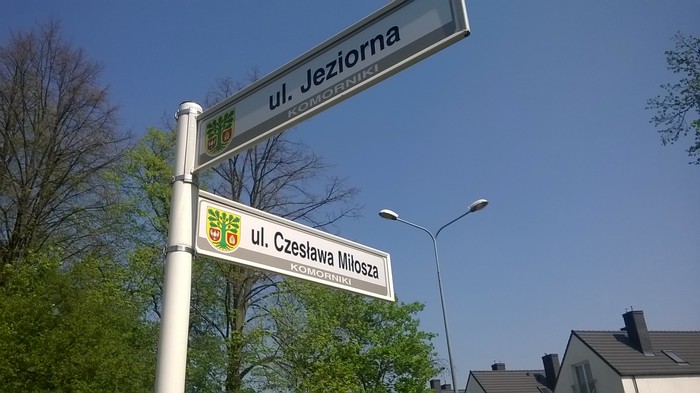 ul. Jeziorna
KOMORNIKI
ul. Czesława Miłosza
KOMORNIKI